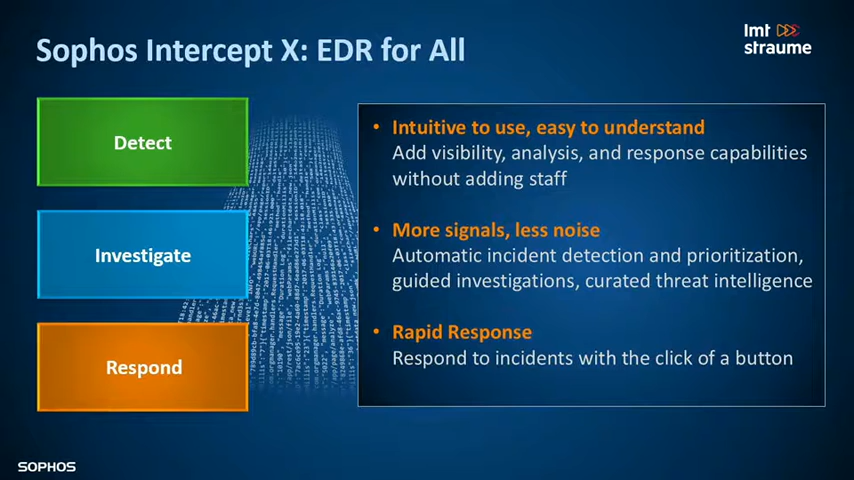 Sophos Intercept X: EDR for All
lmt
straume
Detect
Investigate
Respond
• Intuitive to use, easy to understand
Add visibility, analysis, and response capabilities
without adding staff
• More signals, less noise
Automatic incident detection and prioritization,
guided investigations, curated threat intelligence
• Rapid Response
Respond to incidents with the click of a button
SOPHOS